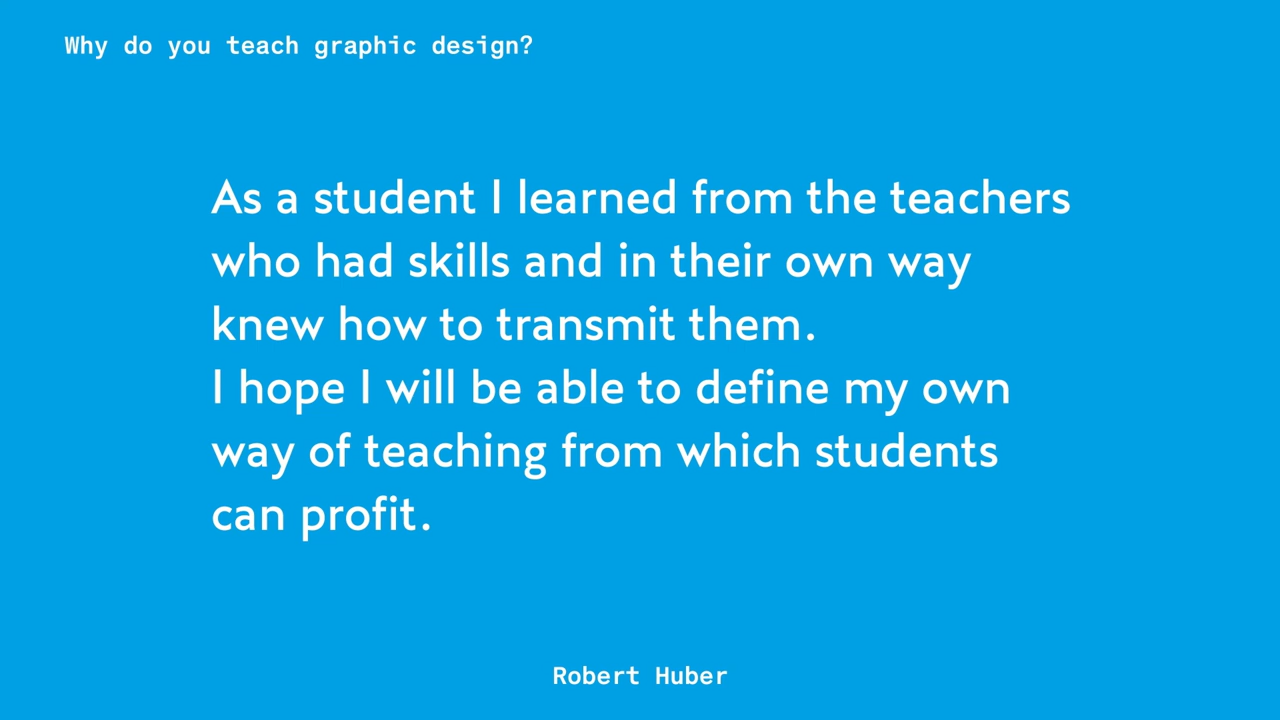 Why do you teach graphic design?
As a student I learned from the teachers
who had skills and in their own way
knew how to transmit them.
I hope I will be able to define my own
way of teaching from which students
can profit.
Robert Huber